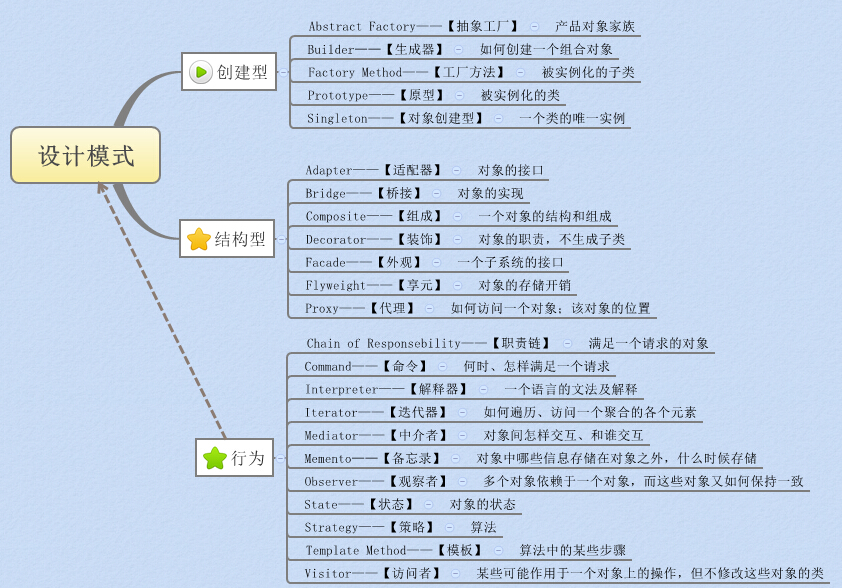 设计模式
创建型
Abstract Factory——【抽象工厂】 产品对象家族
Builder——【生成器】 如何创建一个组合对象
Factory Method——【工厂方法】 被实例化的子类
Prototype——【原型】 被实例化的类
Singleton——【对象创建型】 一个类的唯一实例
结构型
Adapter——【适配器】 对象的接口
Bridge——【桥接】 对象的实现
Composite——【组成】 一个对象的结构和组成
Decorator——【装饰】 对象的职责，不生成子类
Facade——【外观】 一个子系统的接口
Flyweight——【享元】 对象的存储开销
Proxy——【代理】 如何访问一个对象；该对象的位置
行为
Chain of Responsebility——【职责链】 满足一个请求的对象
Command——【命令】 何时、怎样满足一个请求
Interpreter——【解释器】 一个语言的文法及解释
Iterator——【迭代器】 如何遍历、访问一个聚合的各个元素
Mediator——【中介者】 对象间怎样交互、和谁交互
Memento——【备忘录】 对象中哪些信息存储在对象之外，什么时候存储
Observer——【观察者】 多个对象依赖于一个对象，而这些对象又如何保持一致
State——【状态】 对象的状态
Strategy——【策略】 算法
Template Method——【模板】 算法中的某些步骤
Visitor——【访问者】 某些可能作用于一个对象上的操作，但不修改这些对象的类